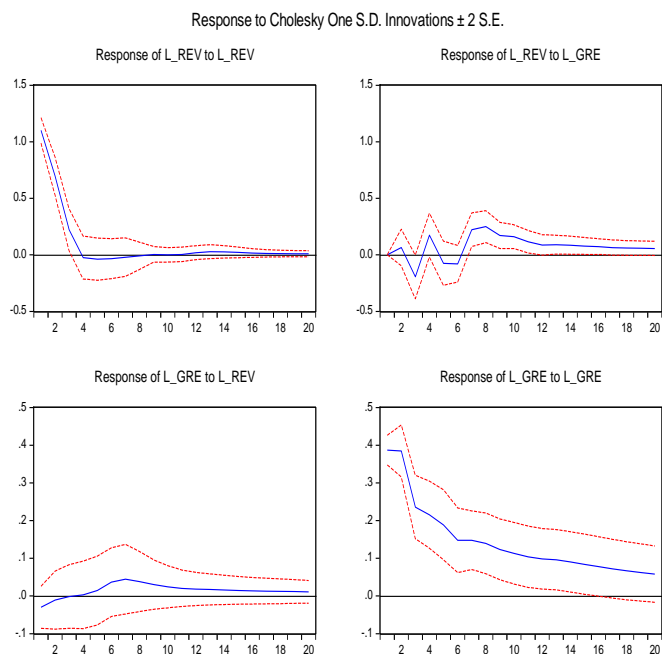 Response to Cholesky One S.D. Innovations ± 2 S.E.
Response of L_REV to L_REV
1.5
1.0
0.5
0.0
-0.5
2 4 6 8 10 12 14 16 18 20
Response of L_REV to L_GRE
1.5
1.0
0.5
0.0
-0.5
2 4 6 8 10 12 14 16 18 20
Response of L_GRE to L_REV
.5
.4
.3
.2
.1
.0
-.1
2 4 6 8 10 12 14 16 18 20
Response of L_GRE to L_GRE
.5
.4
.3
.2
.1
.0
-.1
2 4 6 8 10 12 14 16 18 20